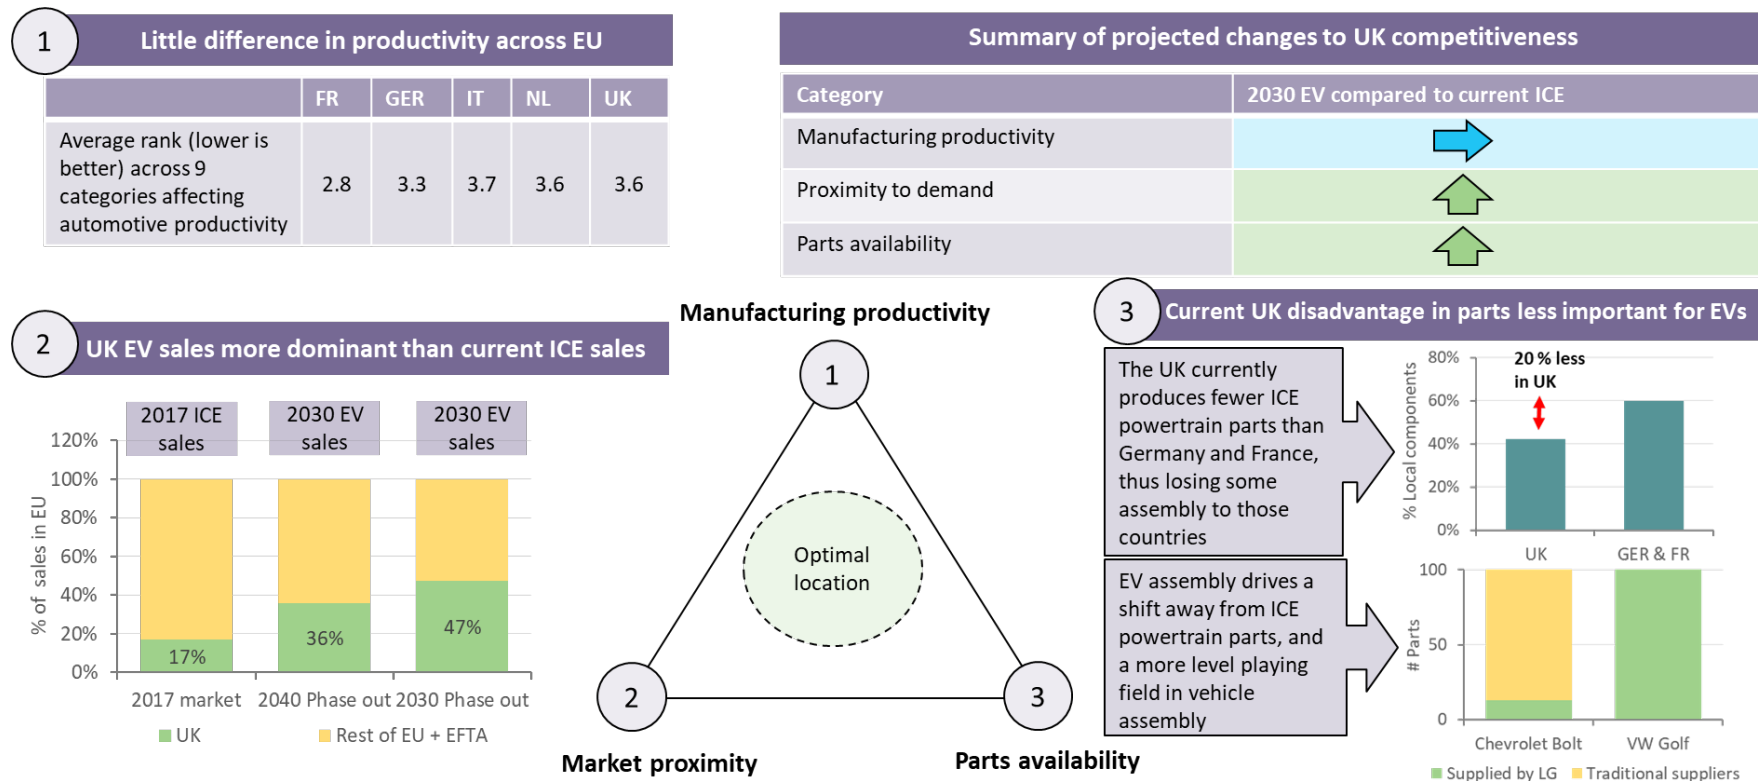 1
Little difference in productivity across EU
FR GER IT NL UK
Average rank (lower is
better) across 9
categories affecting
automotive productivity
2.8 3.3 3.7 3.6 3.6
Summary of projected changes to UK competitiveness
Category 2030 EV compared to current ICE
Manufacturing productivity
Proximity to demand
Parts availability
2
UK EV sales more dominant than current ICE sales
2017 ICE
sales
2030 EV
sales
2030 EV
sales
% of sales in EU
120%
100%
80%
60%
40%
20%
0%
17%
36%
47%
2017 market 2040 Phase out 2030 Phase out
UK Rest of EU + EFTA
Manufacturing productivity
1
Optimal
location
2
3
Market proximity
Parts availability
3
Current UK disadvantage in parts less important for EVs
The UK currently
produces fewer ICE
powertrain parts than
Germany and France,
thus losing some
assembly to those
countries
% Local components
80%
60%
40%
20%
0%
20 % less
in UK
UK GER & FR
EV assembly drives a
shift away from ICE
powertrain parts, and
a more level playing
field in vehicle
assembly
# Parts
100
50
0
Chevrolet Bolt VW Golf
Supplied by LG Traditional suppliers